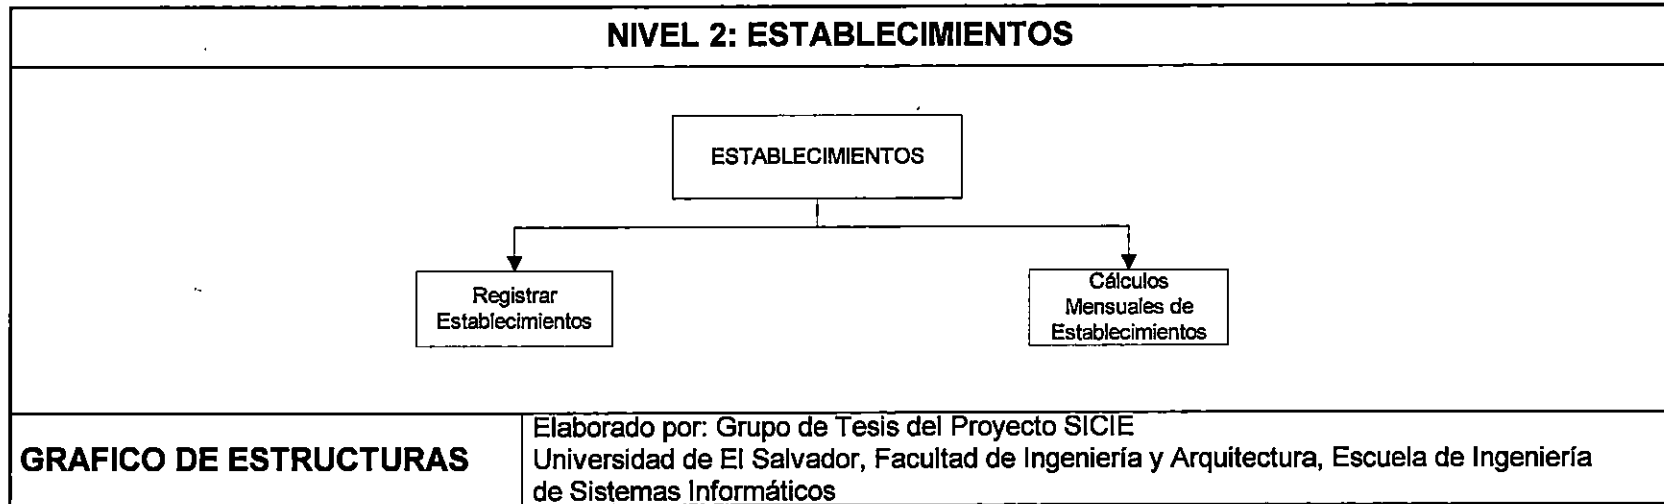 NIVEL 2: ESTABLECIMIENTOS
ESTABLECIMIENTOS
Registrar
Establecimientos
Cálculos
Mensuales de
Establecimientos
GRAFICO DE ESTRUCTURAS
Elaborado por: Grupo de Tesis del Proyecto SICIE
Universidad de El Salvador, Facultad de Ingeniería y Arquitectura, Escuela de Ingeniería
de Sistemas Informáticos